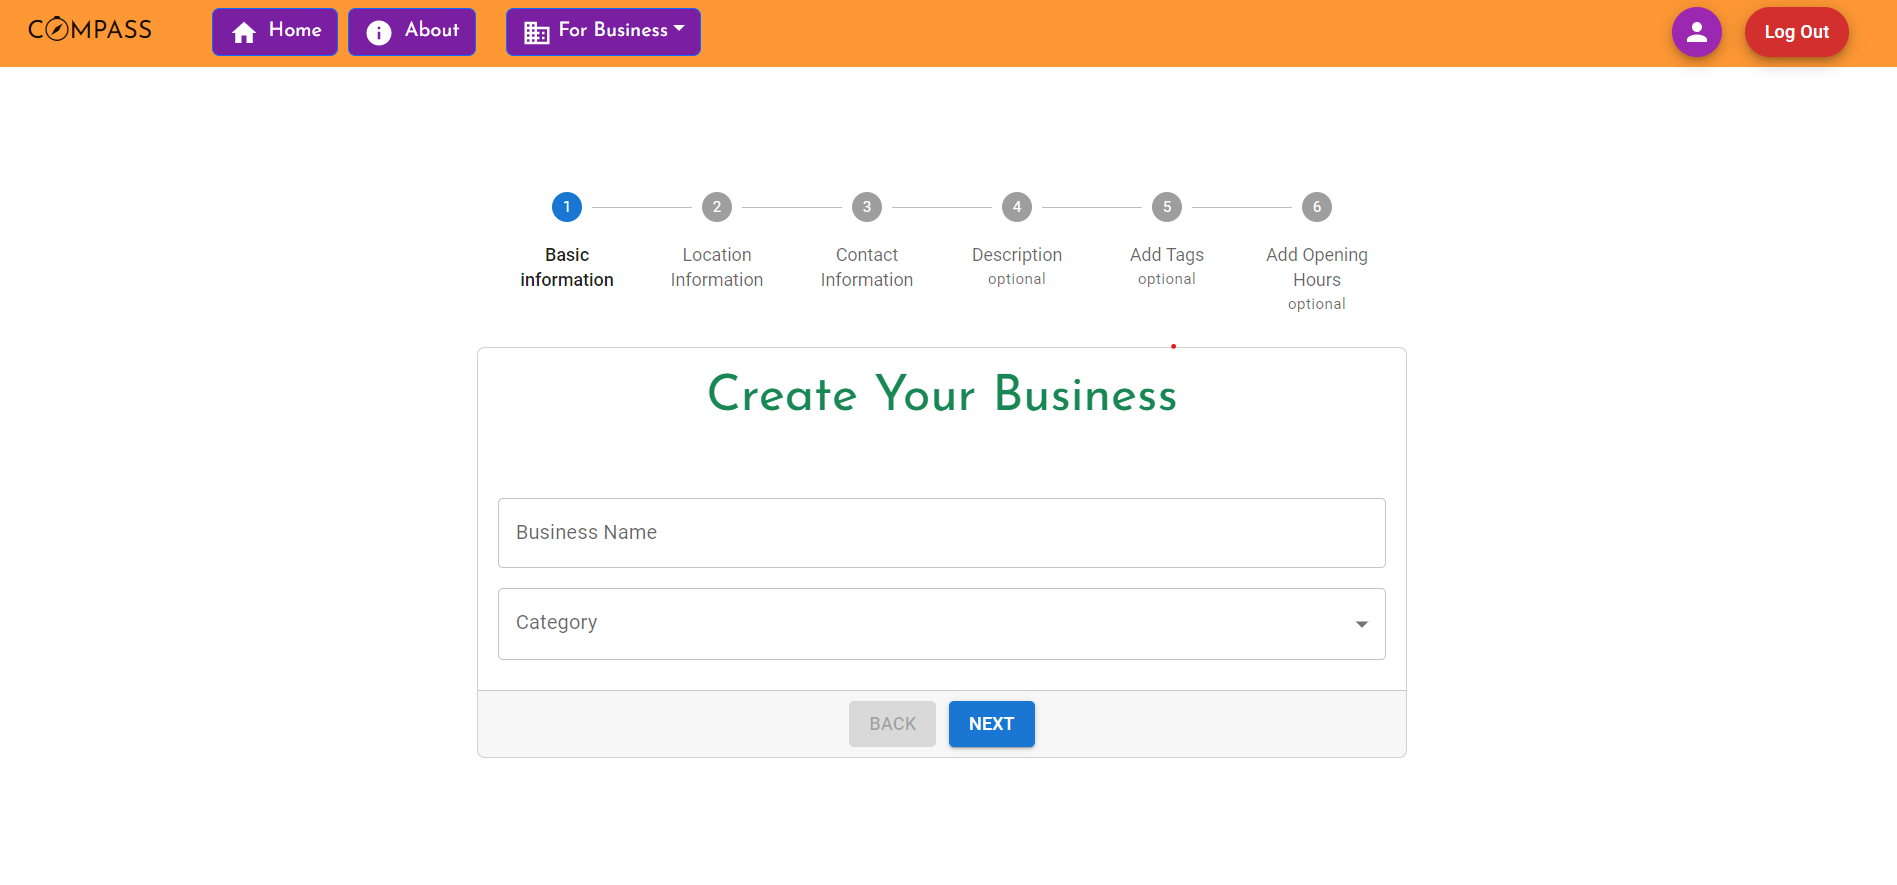 COMPASS
Home
About
For Business
Log Out
1
2
3
4
5
6
Basic
information
Location
Information
Contact
Information
Description
optional
Add Tags
optional
Add Opening
Hours
optional
Create Your Business
Business Name
Category
BACK
NEXT